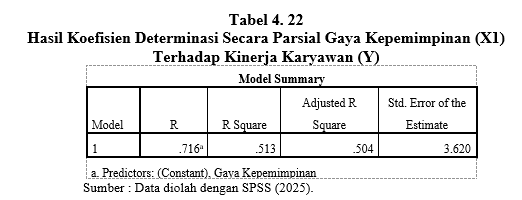 Tabel 4. 22
Hasil Koefisien Determinasi Secara Parsial Gaya Kepemimpinan (X1)
Terhadap Kinerja Karyawan (Y)
Model Summary
Model R R Square Adjusted R Square Std. Error of the Estimate
1 .716ᵃ .513 .504 3.620
a. Predictors: (Constant), Gaya Kepemimpinan
Sumber : Data diolah dengan SPSS (2025).